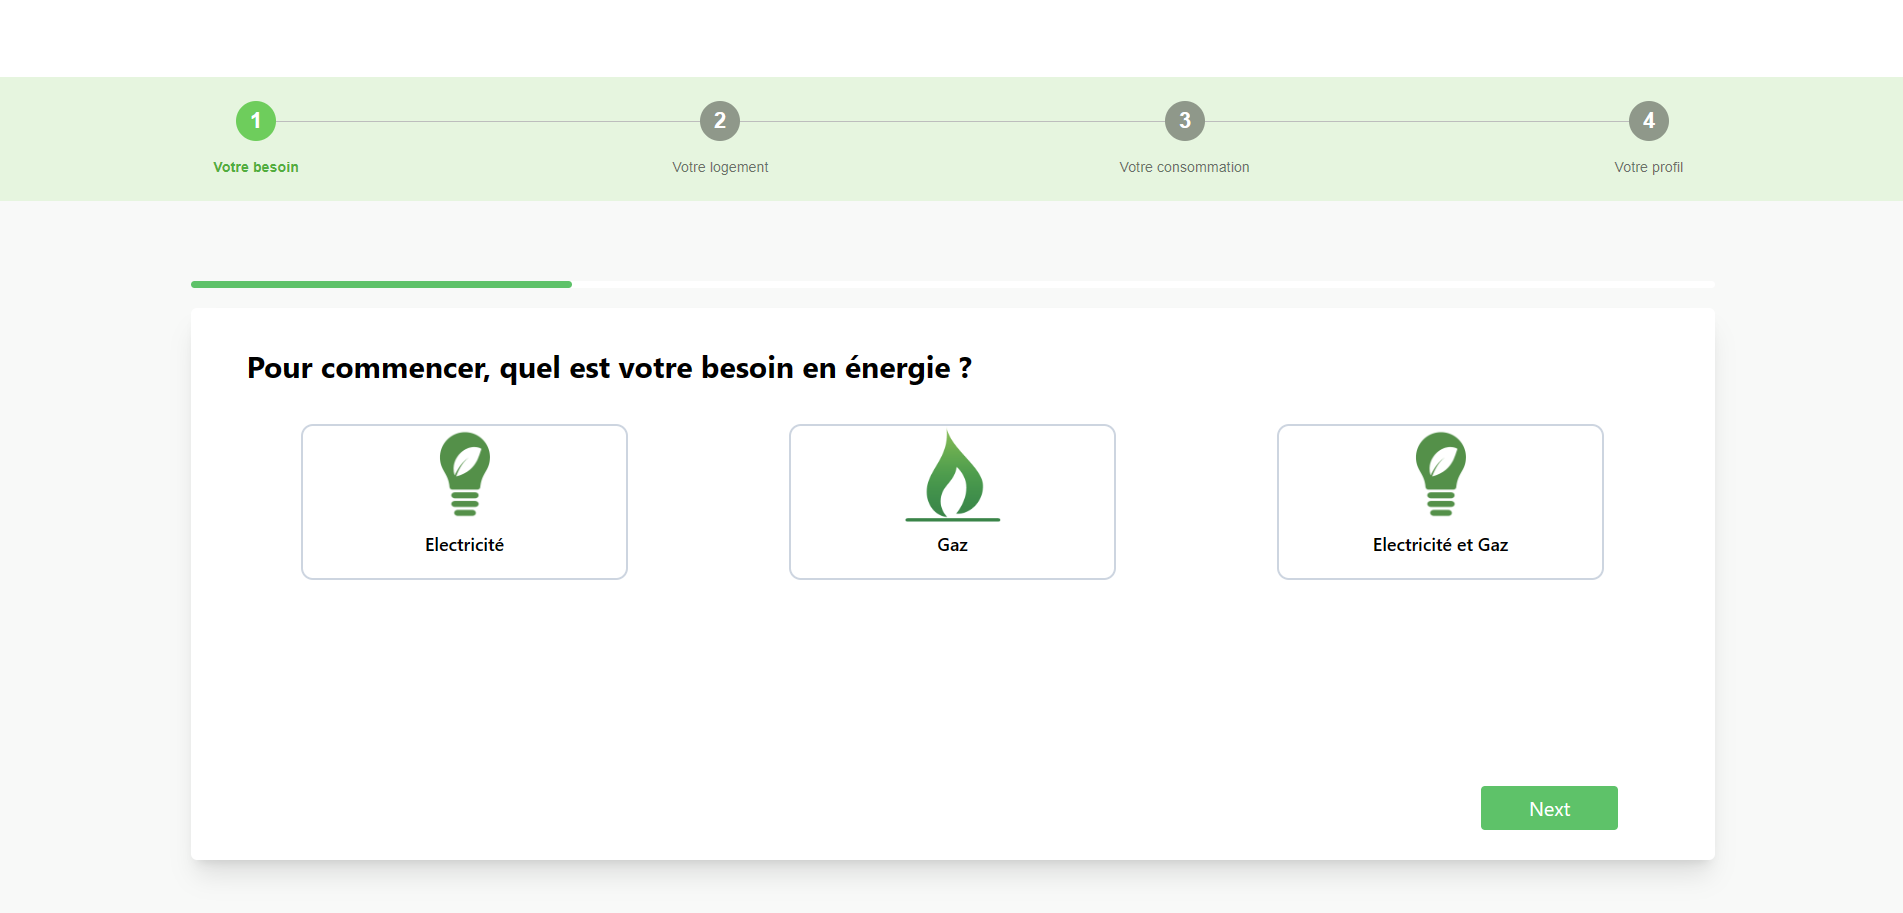 1
2
3
4
Votre besoin
Votre logement
Votre consommation
Votre profil
Pour commencer, quel est votre besoin en énergie ?
Electricité
Gaz
Electricité et Gaz
Next